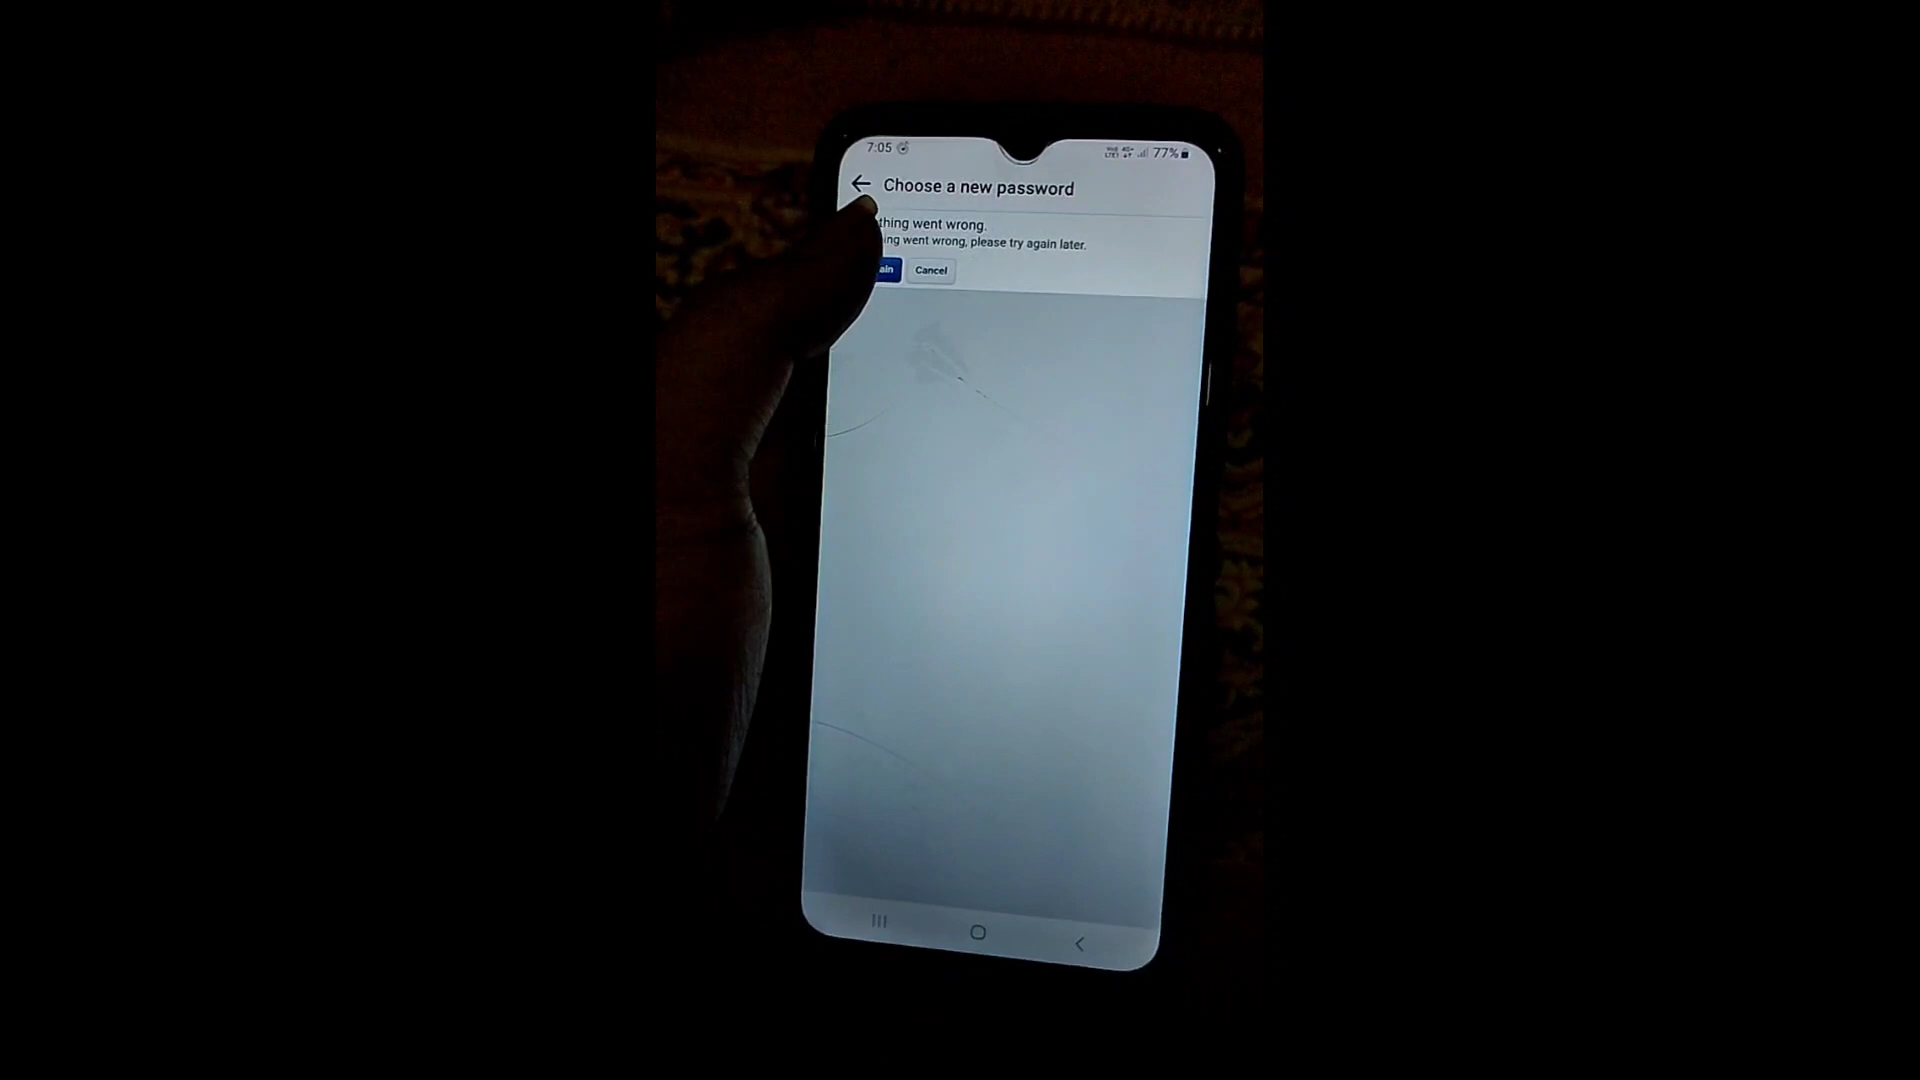 7:05 77%
Choose a new password
thing went wrong.
ing went wrong, please try again later.
ain Cancel